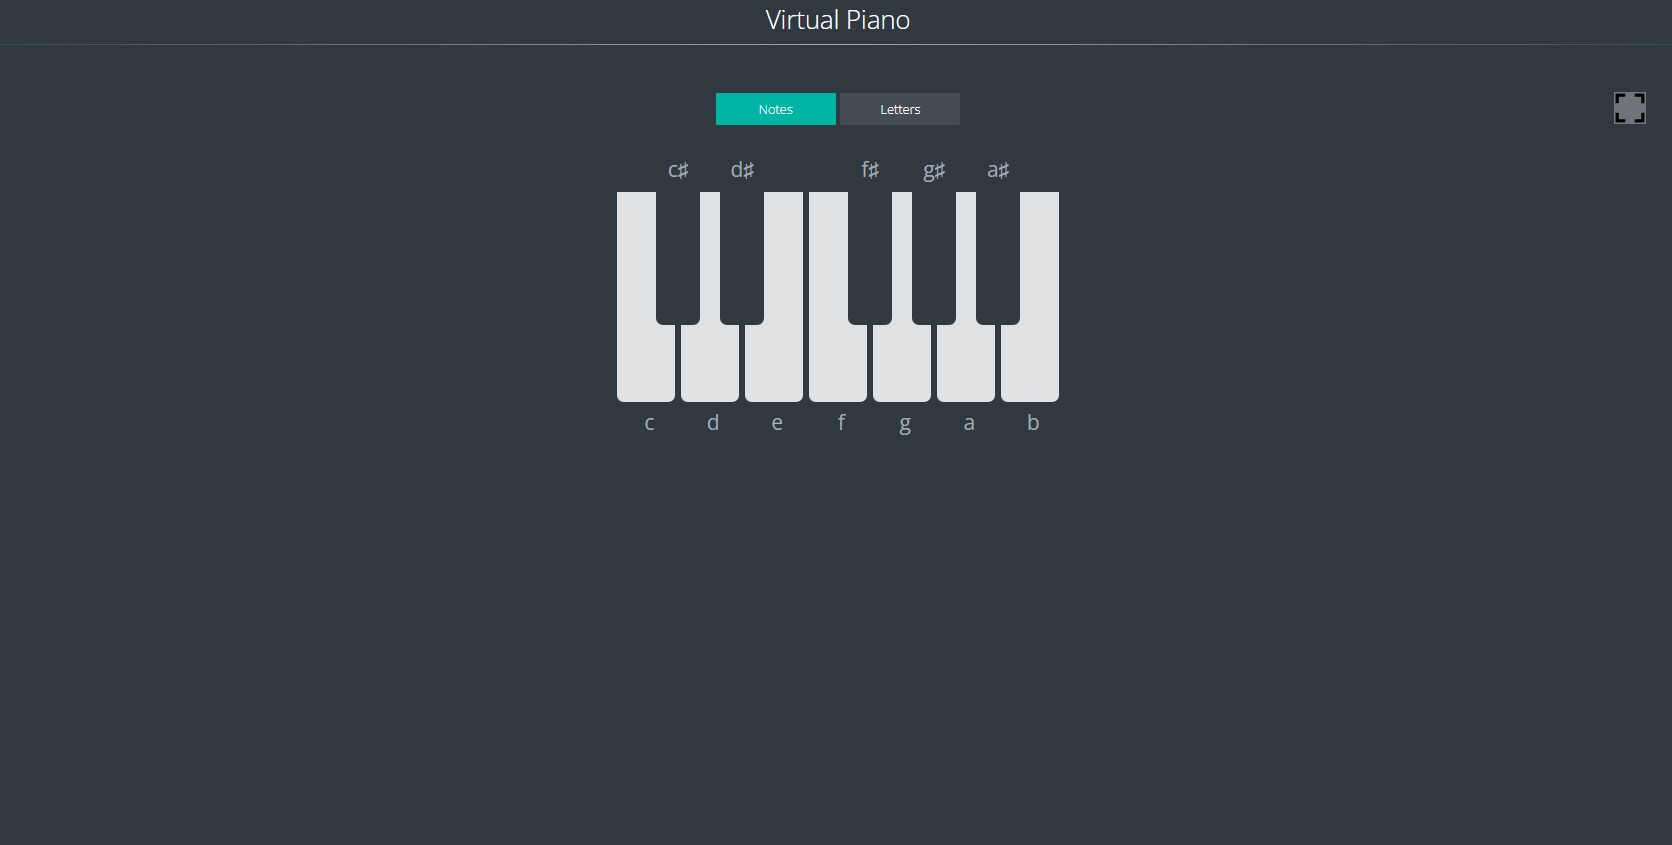 Virtual Piano
Notes Letters
c♯ d♯ f♯ g♯ a♯
c d e f g a b